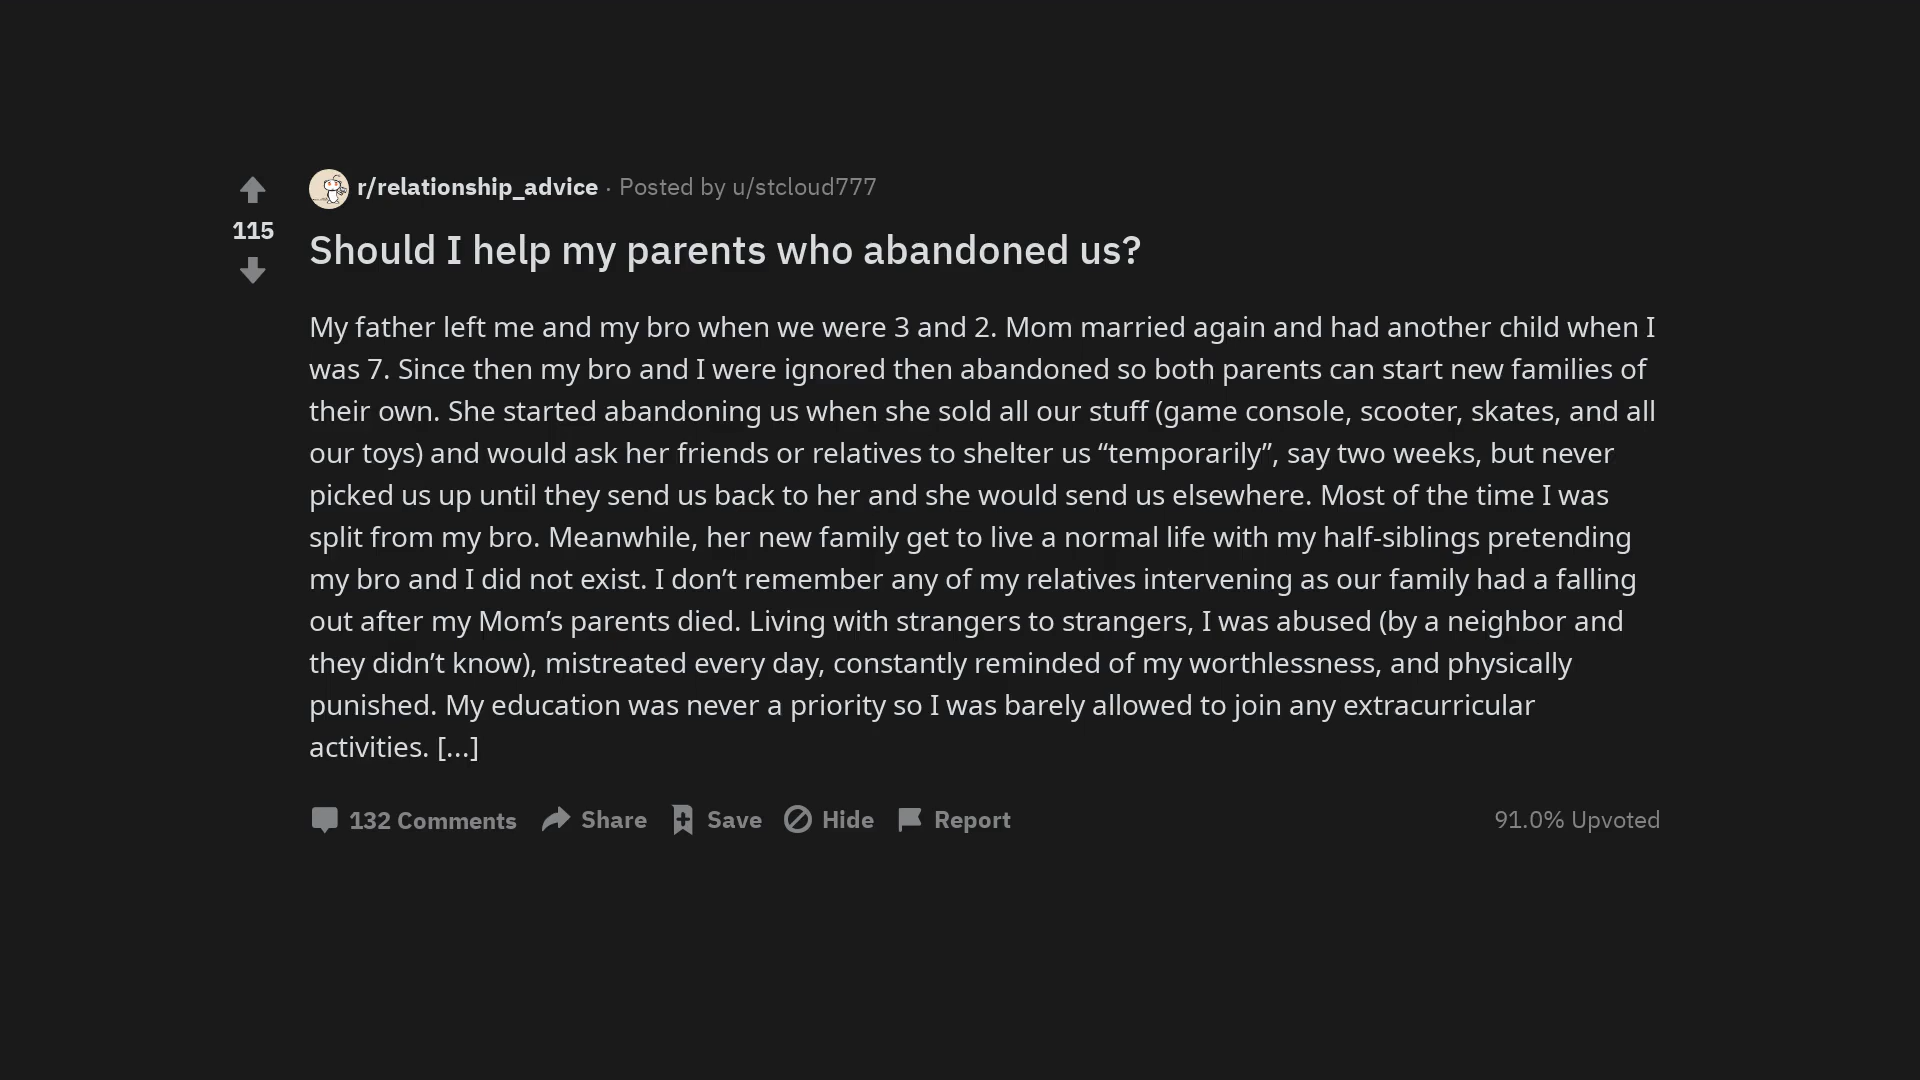 r/relationship_advice · Posted by u/stcloud777
115
Should I help my parents who abandoned us?
My father left me and my bro when we were 3 and 2. Mom married again and had another child when I
was 7. Since then my bro and I were ignored then abandoned so both parents can start new families of
their own. She started abandoning us when she sold all our stuff (game console, scooter, skates, and all
our toys) and would ask her friends or relatives to shelter us “temporarily”, say two weeks, but never
picked us up until they send us back to her and she would send us elsewhere. Most of the time I was
split from my bro. Meanwhile, her new family get to live a normal life with my half-siblings pretending
my bro and I did not exist. I don’t remember any of my relatives intervening as our family had a falling
out after my Mom’s parents died. Living with strangers to strangers, I was abused (by a neighbor and
they didn’t know), mistreated every day, constantly reminded of my worthlessness, and physically
punished. My education was never a priority so I was barely allowed to join any extracurricular
activities. [...]
132 Comments Share Save Hide Report 91.0% Upvoted